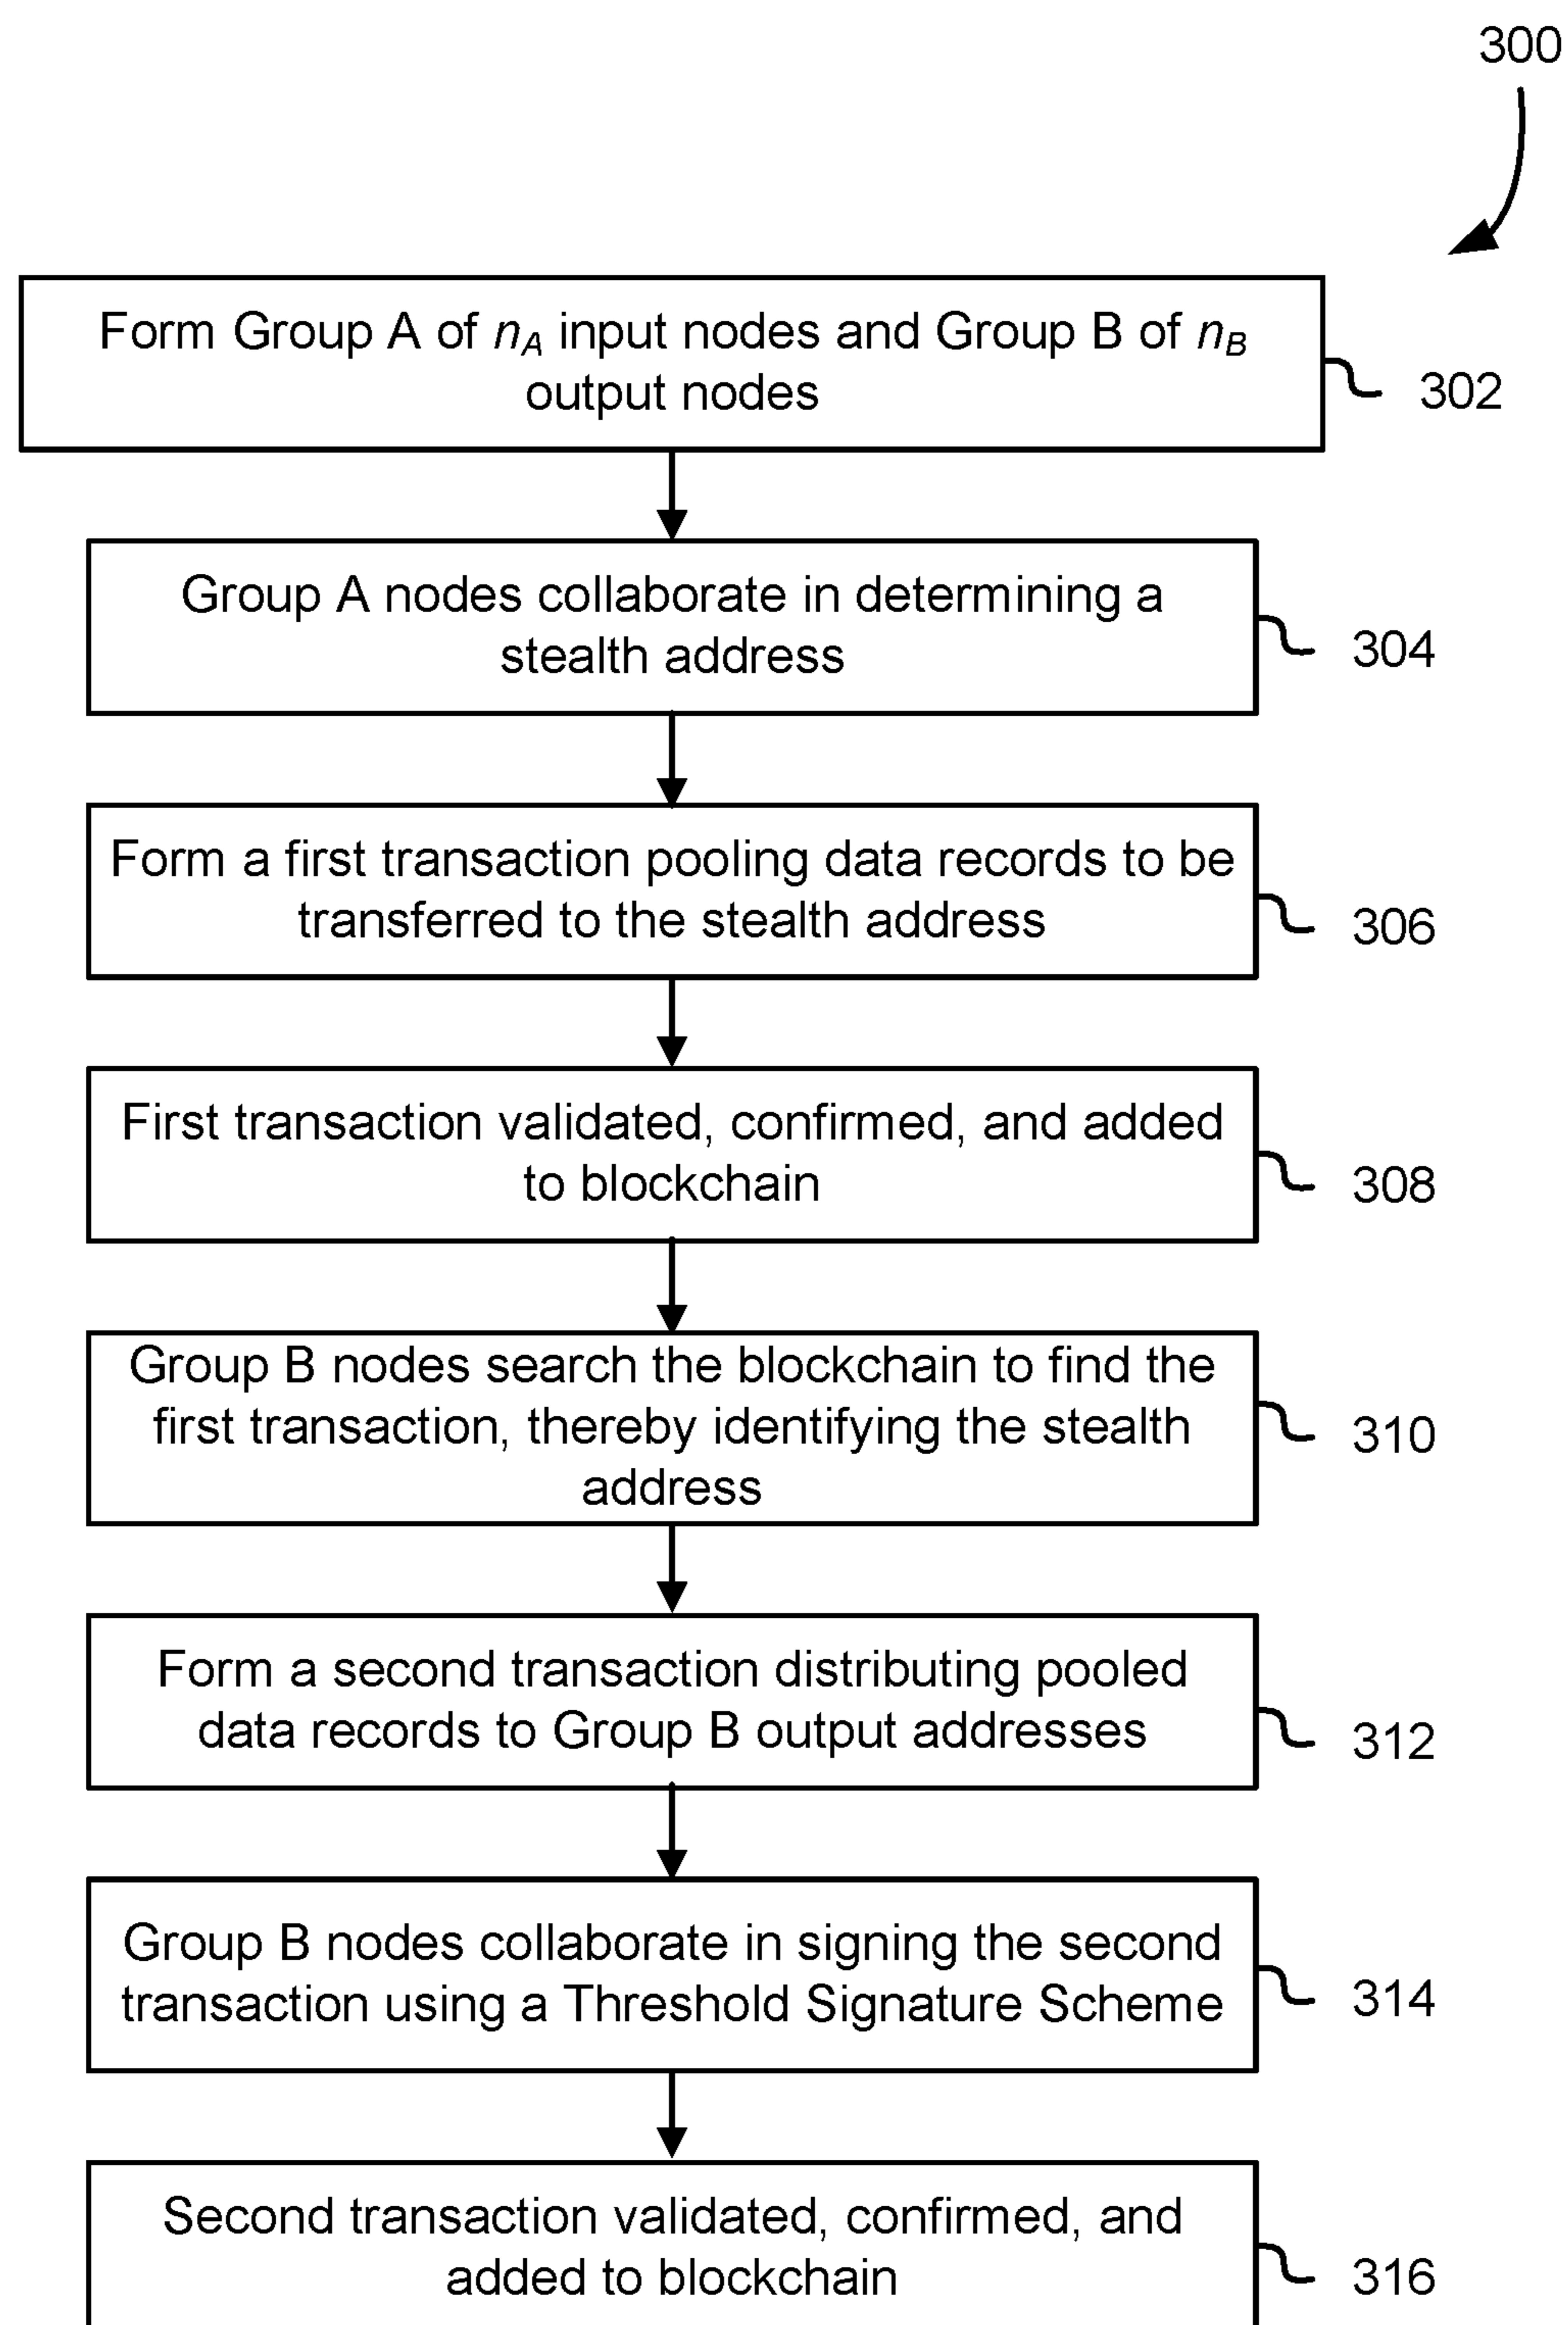 300
Form Group A of nA input nodes and Group B of nB
output nodes
302
Group A nodes collaborate in determining a
stealth address
304
Form a first transaction pooling data records to be
transferred to the stealth address
306
First transaction validated, confirmed, and added
to blockchain
308
Group B nodes search the blockchain to find the
first transaction, thereby identifying the stealth
address
310
Form a second transaction distributing pooled
data records to Group B output addresses
312
Group B nodes collaborate in signing the second
transaction using a Threshold Signature Scheme
314
Second transaction validated, confirmed, and
added to blockchain
316